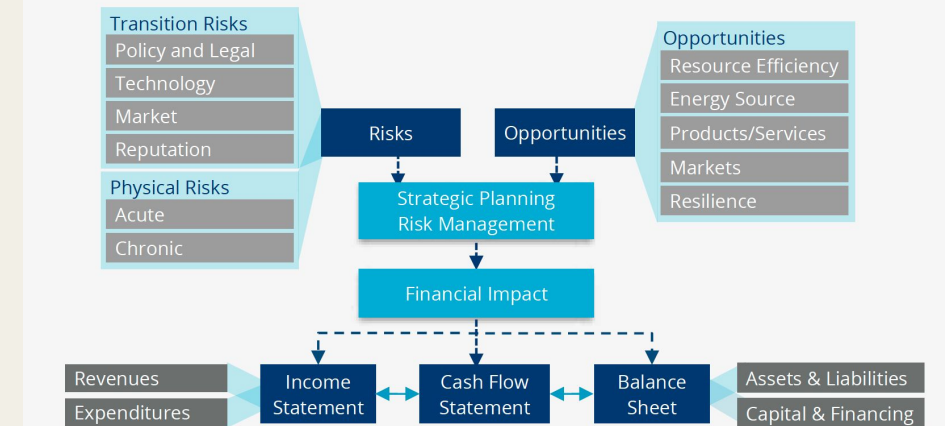 Transition Risks
Policy and Legal
Technology
Market
Reputation
Physical Risks
Acute
Chronic
Risks
Opportunities
Opportunities
Resource Efficiency
Energy Source
Products/Services
Markets
Resilience
Strategic Planning
Risk Management
Financial Impact
Revenues
Expenditures
Income
Statement
Cash Flow
Statement
Balance
Sheet
Assets & Liabilities
Capital & Financing